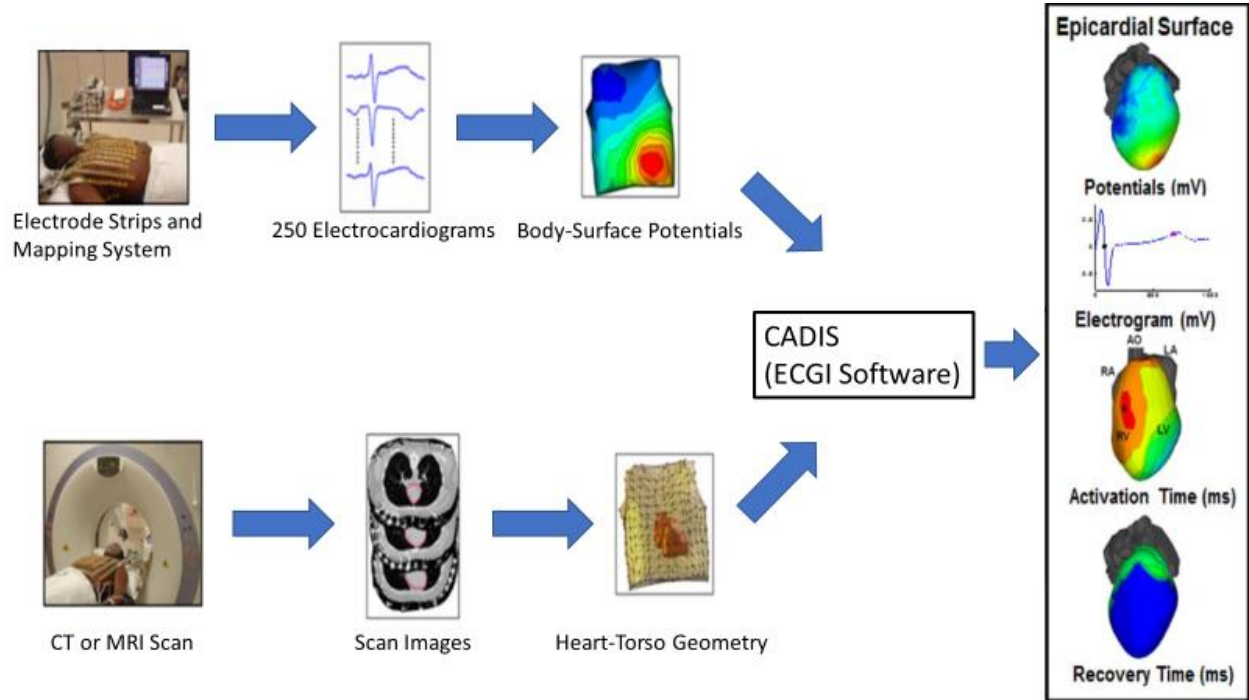 Electrode Strips and
Mapping System
250 Electrocardiograms
Body-Surface Potentials
CT or MRI Scan
Scan Images
Heart-Torso Geometry
CADIS
(ECGI Software)
Epicardial Surface
Potentials (mV)
Electrogram (mV)
AO
LA
RA
RV
LV
Activation Time (ms)
Recovery Time (ms)